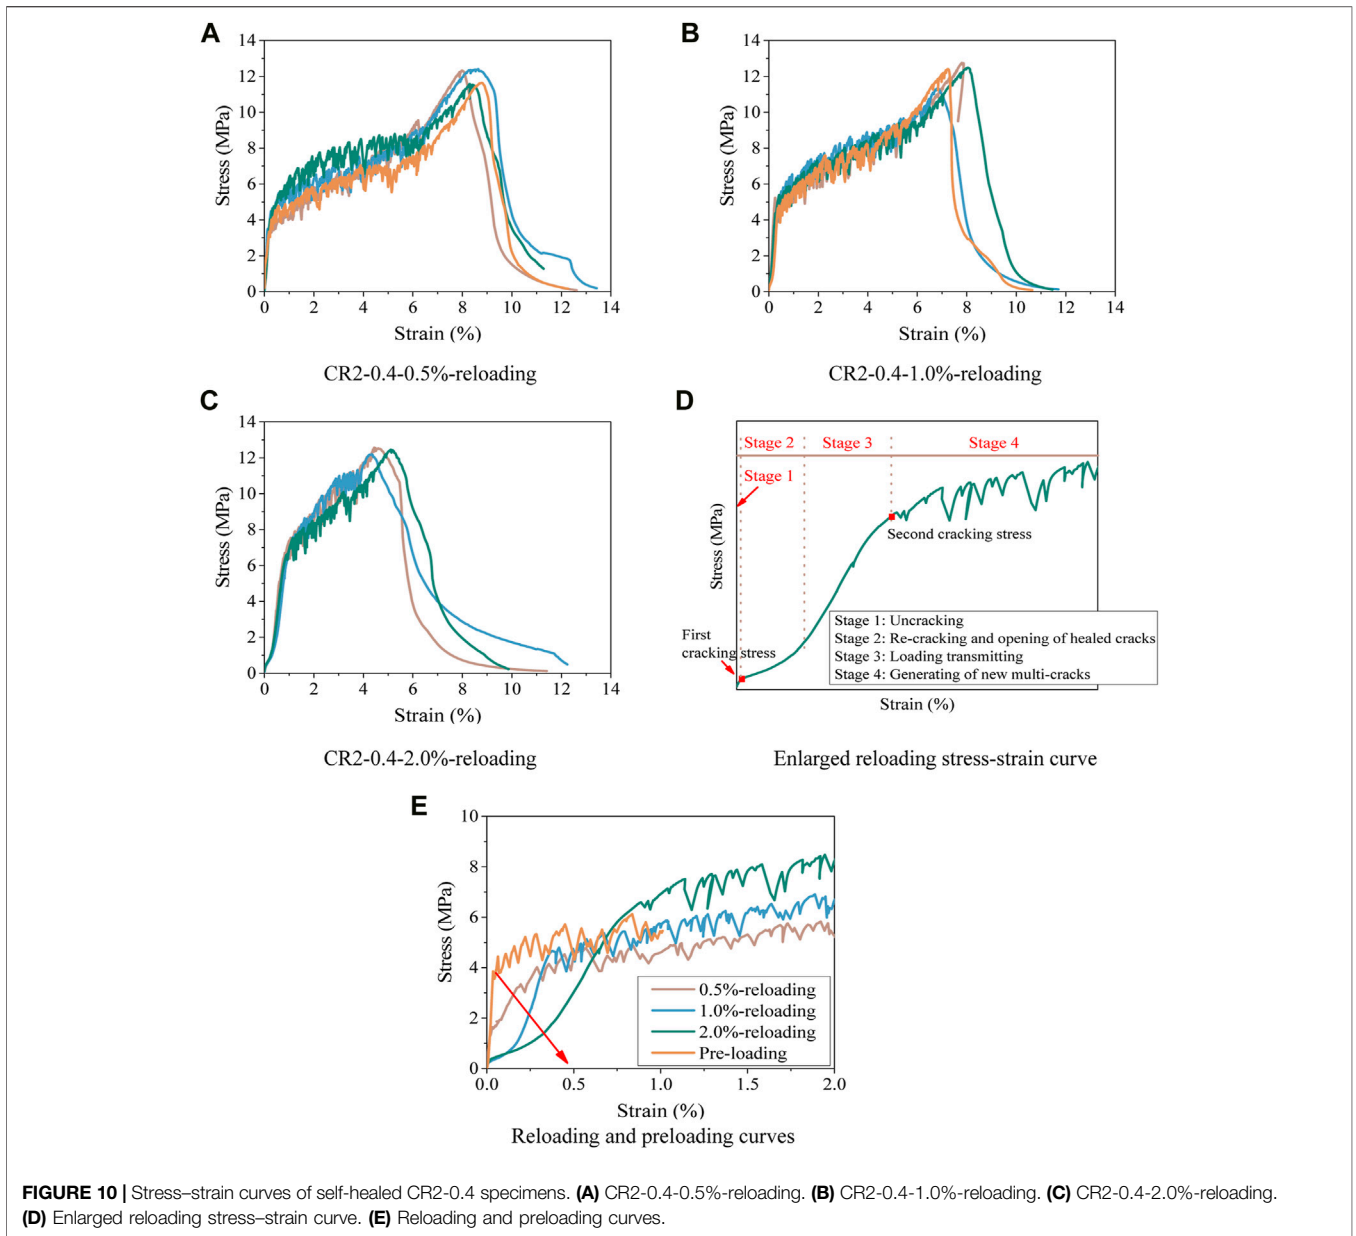 A
B
14
12
10
8
6
4
2
0
Stress (MPa)
0 2 4 6 8 10 12 14
Strain (%)
CR2-0.4-0.5%-reloading
14
12
10
8
6
4
2
0
Stress (MPa)
0 2 4 6 8 10 12 14
Strain (%)
CR2-0.4-1.0%-reloading
C
D
14
12
10
8
6
4
2
0
Stress (MPa)
0 2 4 6 8 10 12 14
Strain (%)
CR2-0.4-2.0%-reloading
Stage 2 Stage 3 Stage 4
Stage 1
Stress (MPa)
Second cracking stress
First
cracking stress
Stage 1: Uncracking
Stage 2: Re-cracking and opening of healed cracks
Stage 3: Loading transmitting
Stage 4: Generating of new multi-cracks
Strain (%)
Enlarged reloading stress-strain curve
E
10
8
6
4
2
0
Stress (MPa)
0.5%-reloading
1.0%-reloading
2.0%-reloading
Pre-loading
0.0 0.5 1.0 1.5 2.0
Strain (%)
Reloading and preloading curves
FIGURE 10 | Stress–strain curves of self-healed CR2-0.4 specimens. (A) CR2-0.4-0.5%-reloading. (B) CR2-0.4-1.0%-reloading. (C) CR2-0.4-2.0%-reloading.
(D) Enlarged reloading stress–strain curve. (E) Reloading and preloading curves.